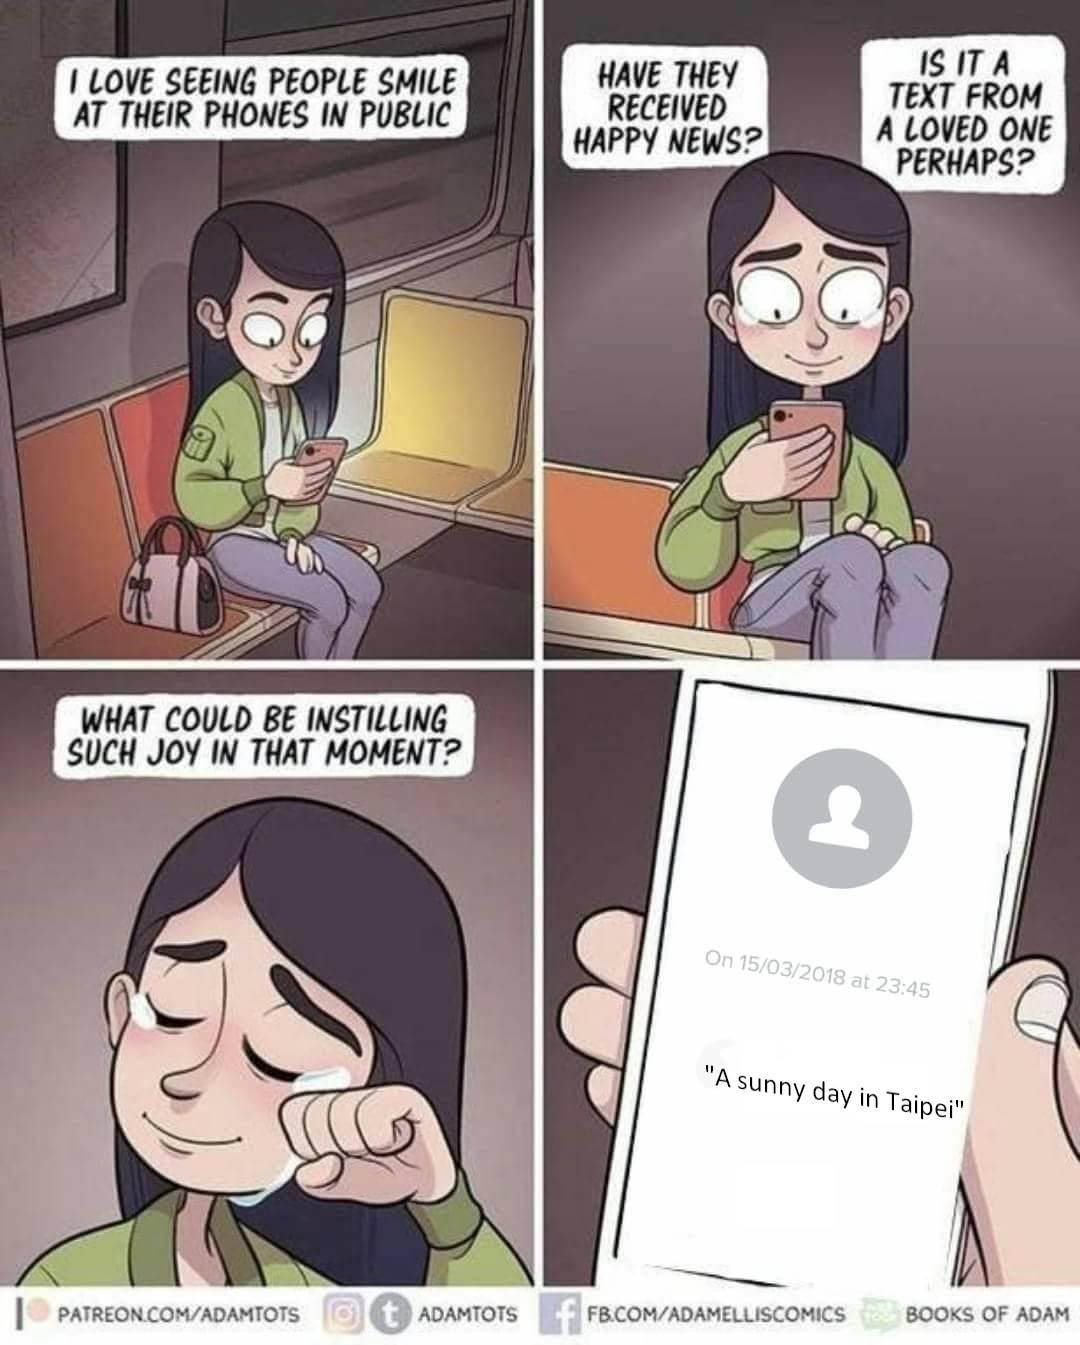 I LOVE SEEING PEOPLE SMILE
AT THEIR PHONES IN PUBLIC
HAVE THEY
RECEIVED
HAPPY NEWS?
IS IT A
TEXT FROM
A LOVED ONE
PERHAPS?
WHAT COULD BE INSTILLING
SUCH JOY IN THAT MOMENT?
On 15/03/2018 at 23:45
"A sunny day in Taipei"
PATREON.COM/ADAMTOTS
t
ADAMTOTS
f
FB.COM/ADAMELLISCOMICS
BOOKS OF ADAM